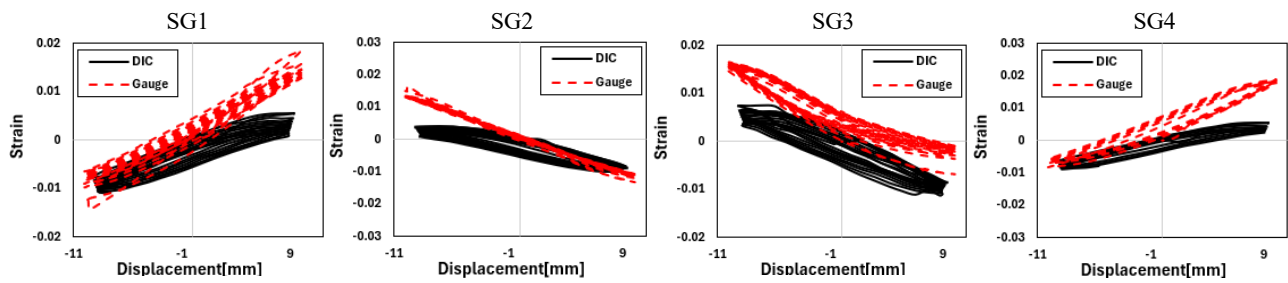 SG1
0.02
0.01
0
-0.01
-0.02
Strain
DIC
Gauge
-11
-1
9
Displacement[mm]
SG2
0.03
0.02
0.01
0
-0.01
-0.02
-0.03
Strain
DIC
Gauge
-11
-1
9
Displacement[mm]
SG3
0.02
0.01
0
-0.01
-0.02
Strain
DIC
Gauge
-11
-1
9
Displacement[mm]
SG4
0.03
0.02
0.01
0
-0.01
-0.02
-0.03
Strain
DIC
Gauge
-11
-1
9
Displacement[mm]